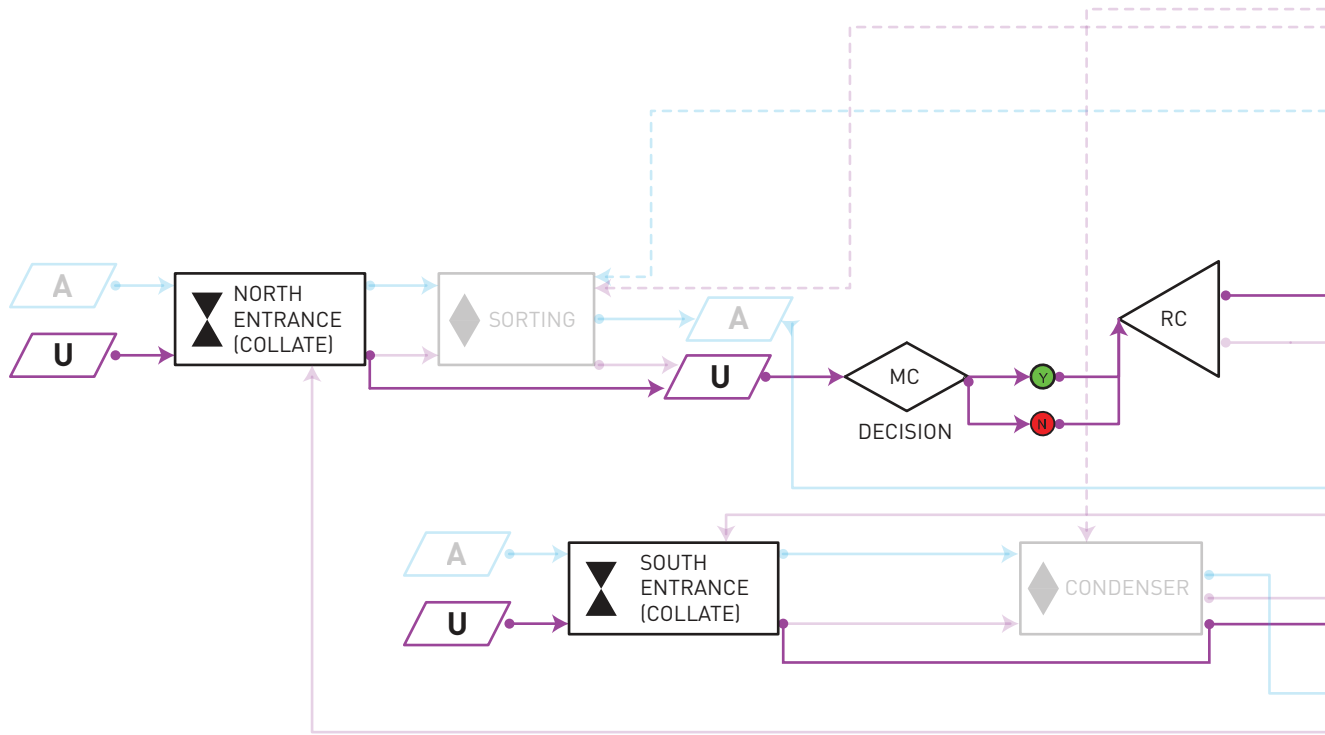 A
U
NORTH
ENTRANCE
(COLLATE)
SORTING
A
U
MC
DECISION
Y
N
RC
A
U
SOUTH
ENTRANCE
(COLLATE)
CONDENSER